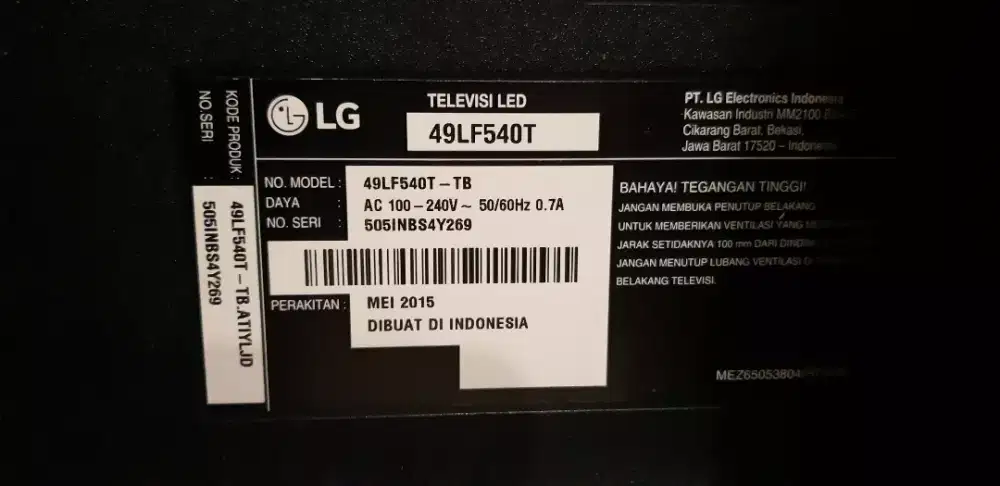 KODE PRODUK : 49LF540T-TB.ATIYLJD
NO.SERI : 505INBS4Y269
LG
TELEVISI LED
49LF540T
PT. LG Electronics Indonesia
Kawasan Industri MM2100
Cikarang Barat, Bekasi,
Jawa Barat 17520 - Indonesia
NO. MODEL : 49LF540T-TB
DAYA : AC 100-240V~ 50/60Hz 0.7A
NO. SERI : 505INBS4Y269
PERAKITAN : MEI 2015
DIBUAT DI INDONESIA
BAHAYA! TEGANGAN TINGGI!
JANGAN MEMBUKA PENUTUP BELAKANG
UNTUK MEMBERIKAN VENTILASI YANG
JARAK SETIDAKNYA 100 mm DARI
JANGAN MENUTUP LUBANG VENTILASI
BELAKANG TELEVISI.